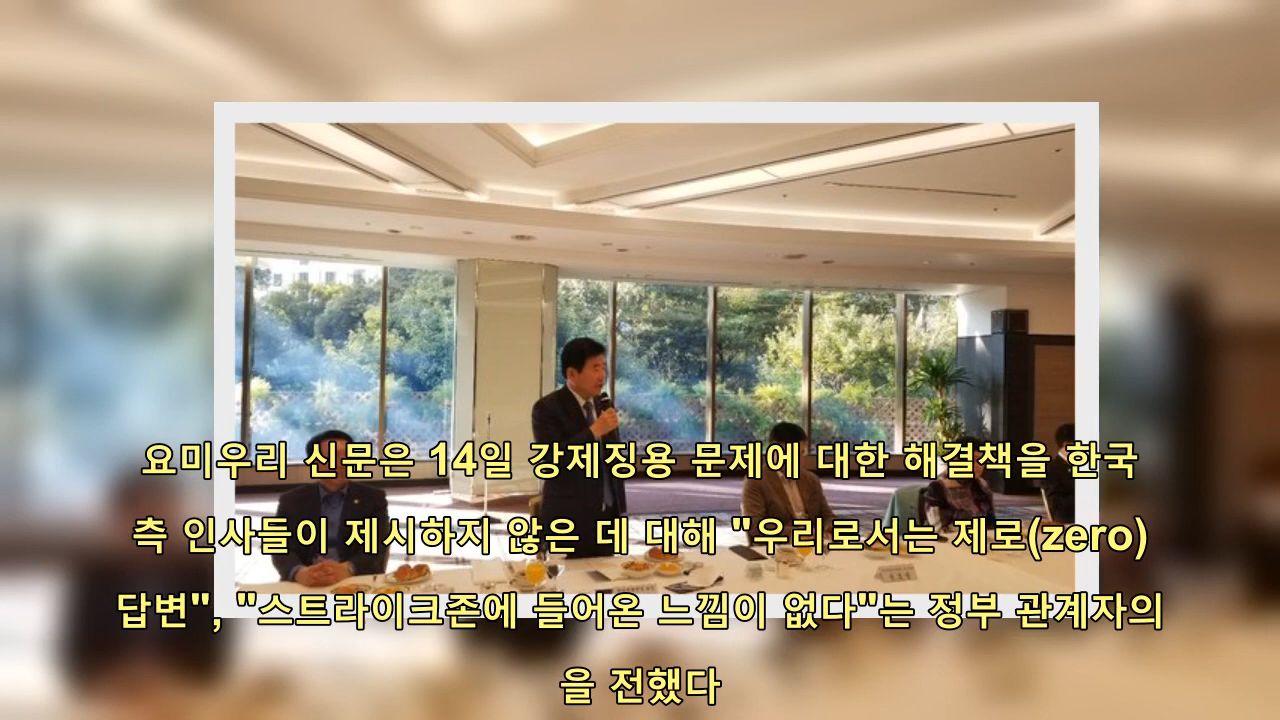 요미우리 신문은 14일 강제징용 문제에 대한 해결책을 한국
측 인사들이 제시하지 않은 데 대해 "우리로서는 제로(zero)
답변", "스트라이크존에 들어온 느낌이 없다"는 정부 관계자의
을 전했다